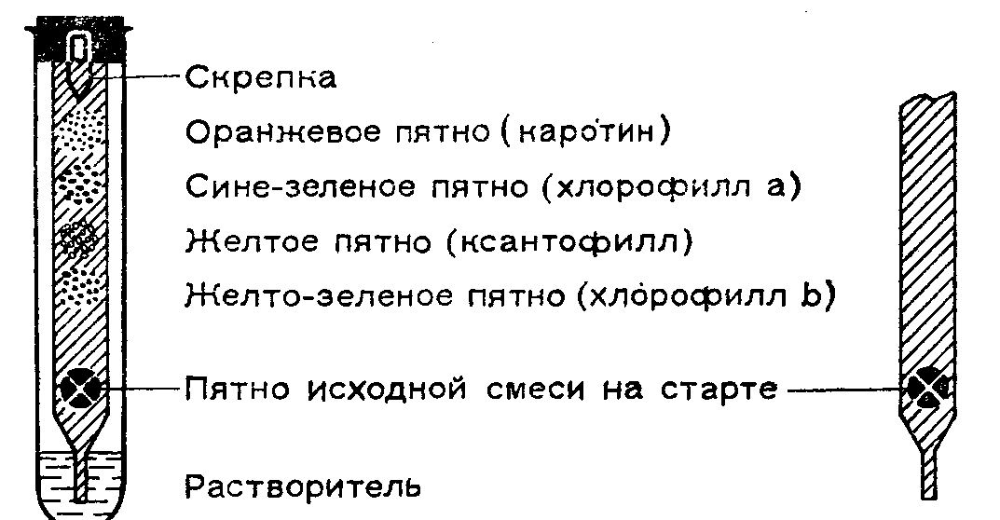 Скрепка
Оранжевое пятно (каротин)
Сине-зеленое пятно (хлорофилл a)
Желтое пятно (ксантофилл)
Желто-зеленое пятно (хлорофилл b)
Пятно исходной смеси на старте
Растворитель